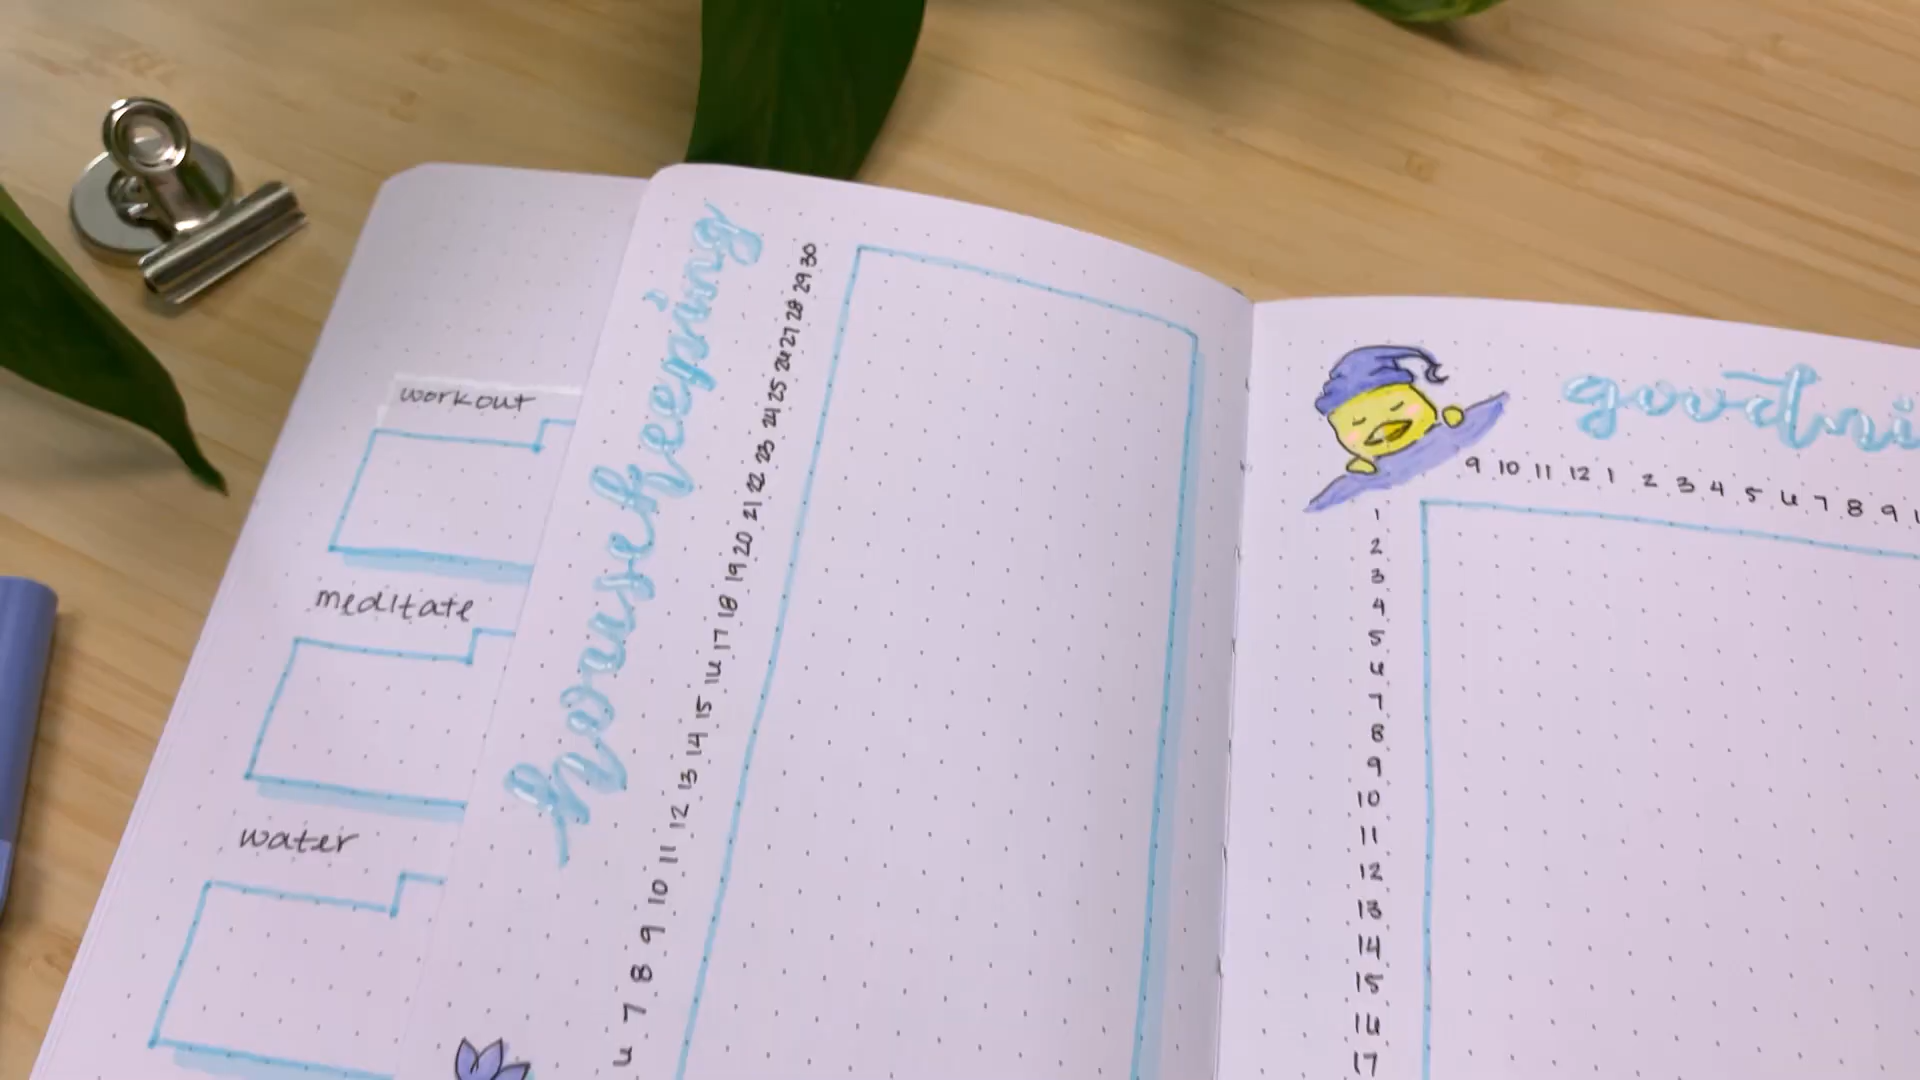 workout
meditate
water
housekeeping
6 7 8 9 10 11 12 13 14 15 16 17 18 19 20 21 22 23 24 25 26 27 28 29 30
9 10 11 12 1 2 3 4 5 6 7 8 9
1
2
3
4
5
6
7
8
9
10
11
12
13
14
15
16
17